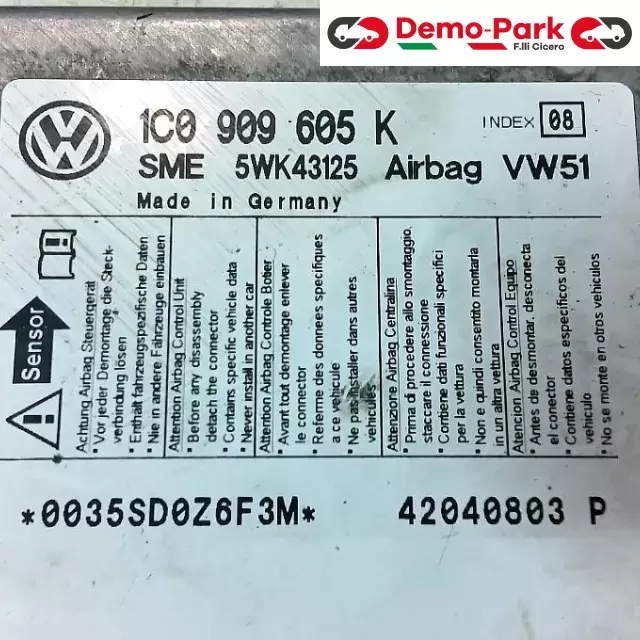 Demo-Park
F.lli Cicero
1C0 909 605 K
INDEX 08
SME 5WK43125 Airbag VW51
Made in Germany
Sensor
Achtung Airbag Steuergerät
• Vor jeder Demontage die Steck-
verbindung lösen
• Enthält fahrzeugspezifische Daten
• Nie in andere Fahrzeuge einbauen
Attention Airbag Control Unit
• Before any disassembly
detach the connector
• Contains specific vehicle data
• Never install in another car
Attention Airbag Controle Boitier
• Avant tout demontage enlever
le connector
• Referme des donnees specifiques
a ce vehicule
• Ne pas installer dans autres
vehicules
Attenzione Airbag Centralina
• Prima di procedere allo smontaggio,
staccare il connessione
• Contiene dati funzionali specifici
per la vettura
• Non e quindi consentito montarla
in un altra vettura
Atencion Airbag Control Equipo
• Antes de desmontar, desconecta
el conector
• Contiene datos especificos del
vehiculo
• No se monte en otros vehiculos
*0035SD0Z6F3M*
42040803 P